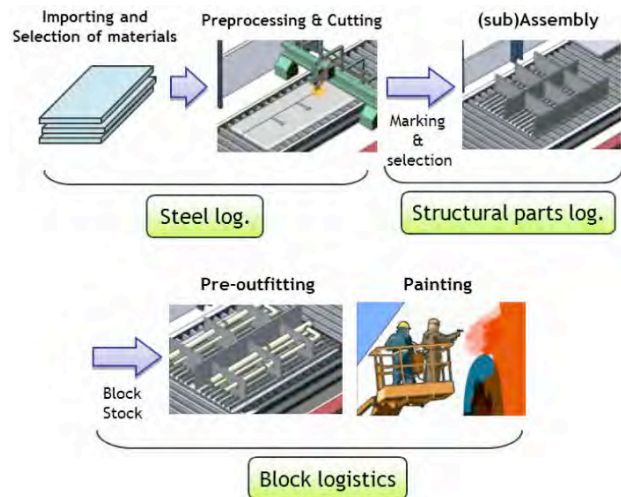 Importing and
Selection of materials
Preprocessing & Cutting
(sub)Assembly
Marking
&
selection
Steel log.
Structural parts log.
Pre-outfitting
Painting
Block
Stock
Block logistics